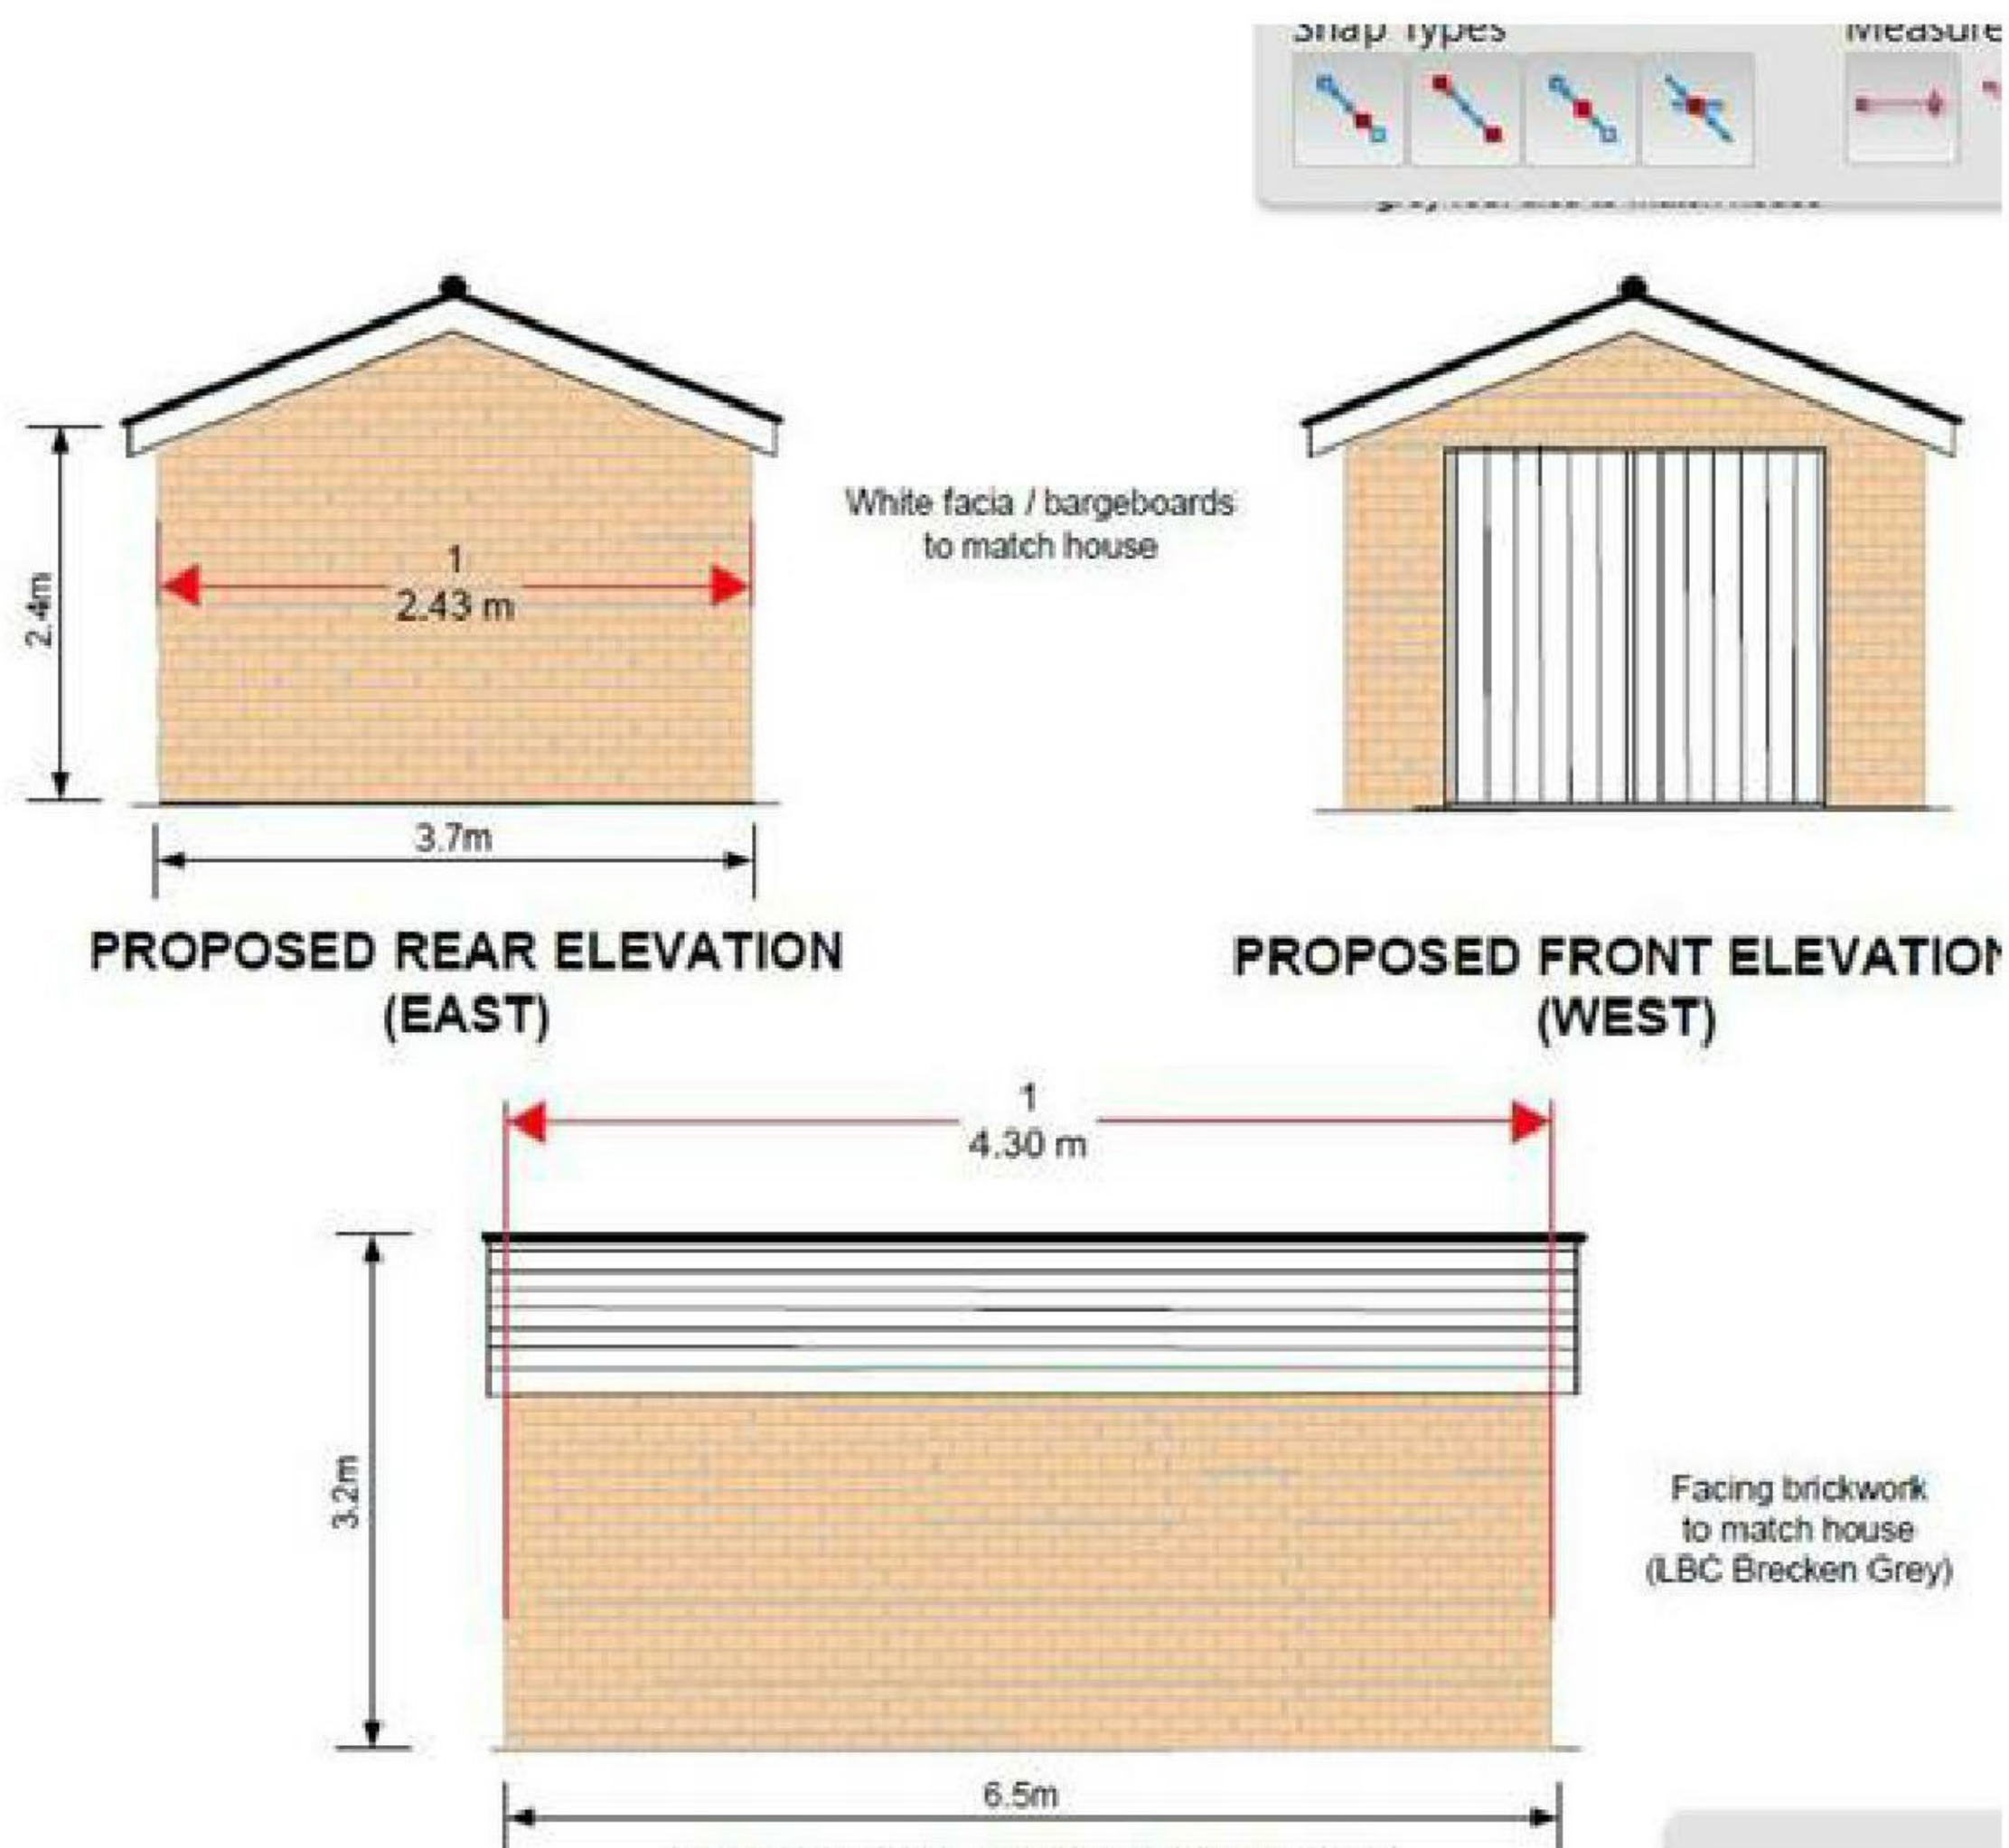 Snap Types
Measure
2.4m
1
2.43 m
3.7m
White facia / bargeboards
to match house
PROPOSED REAR ELEVATION
(EAST)
PROPOSED FRONT ELEVATION
(WEST)
1
4.30 m
3.2m
Facing brickwork
to match house
(LBC Brecken Grey)
6.5m